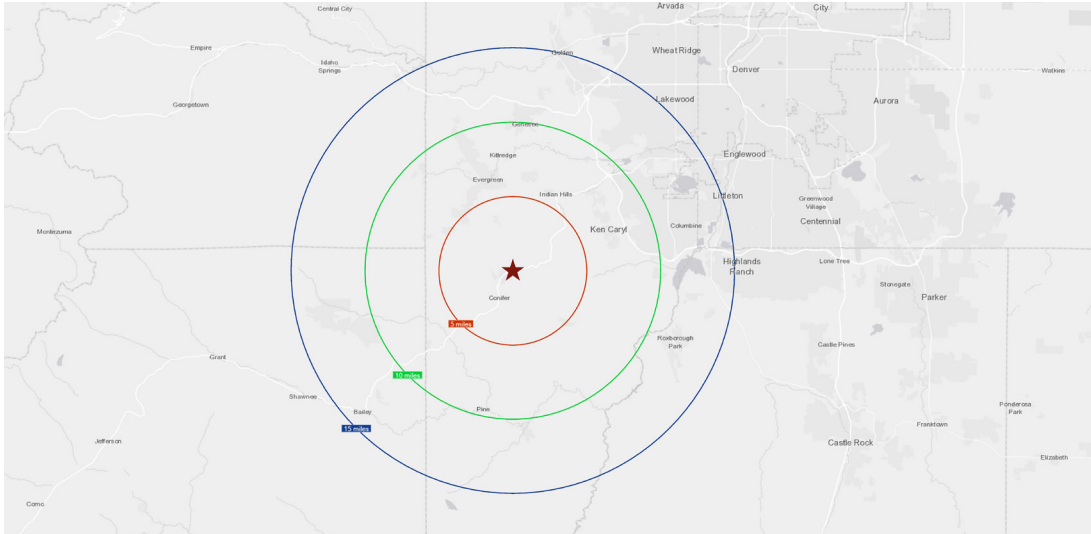 Central City
Arvada
City
Empire
Golden
Wheat Ridge
Idaho
Springs
Denver
Watkins
Georgetown
Lakewood
Aurora
Genesee
Kittredge
Englewood
Evergreen
Indian Hills
Littleton
Greenwood
Village
Montezuma
Ken Caryl
Columbine
Centennial
Highlands
Ranch
Lone Tree
Conifer
Stonegate
Parker
5 miles
Roxborough
Park
Castle Pines
Grant
10 miles
Shawnee
Bailey
Pine
Ponderosa
Park
15 miles
Franktown
Jefferson
Castle Rock
Elizabeth
Como